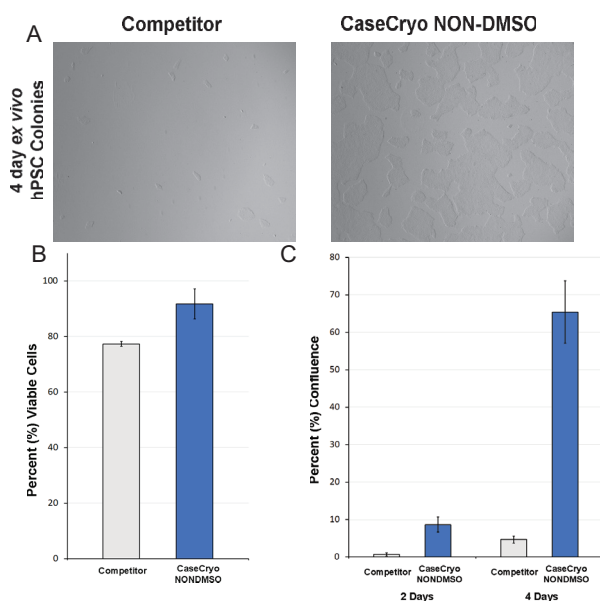 A
Competitor
CaseCryo NON-DMSO
4 day ex vivo
hPSC Colonies
B
100
80
60
40
20
0
Percent (%) Viable Cells
Competitor
CaseCryo
NONDMSO
C
80
70
60
50
40
30
20
10
0
Percent (%) Confluence
Competitor
CaseCryo
NONDMSO
Competitor
CaseCryo
NONDMSO
2 Days
4 Days